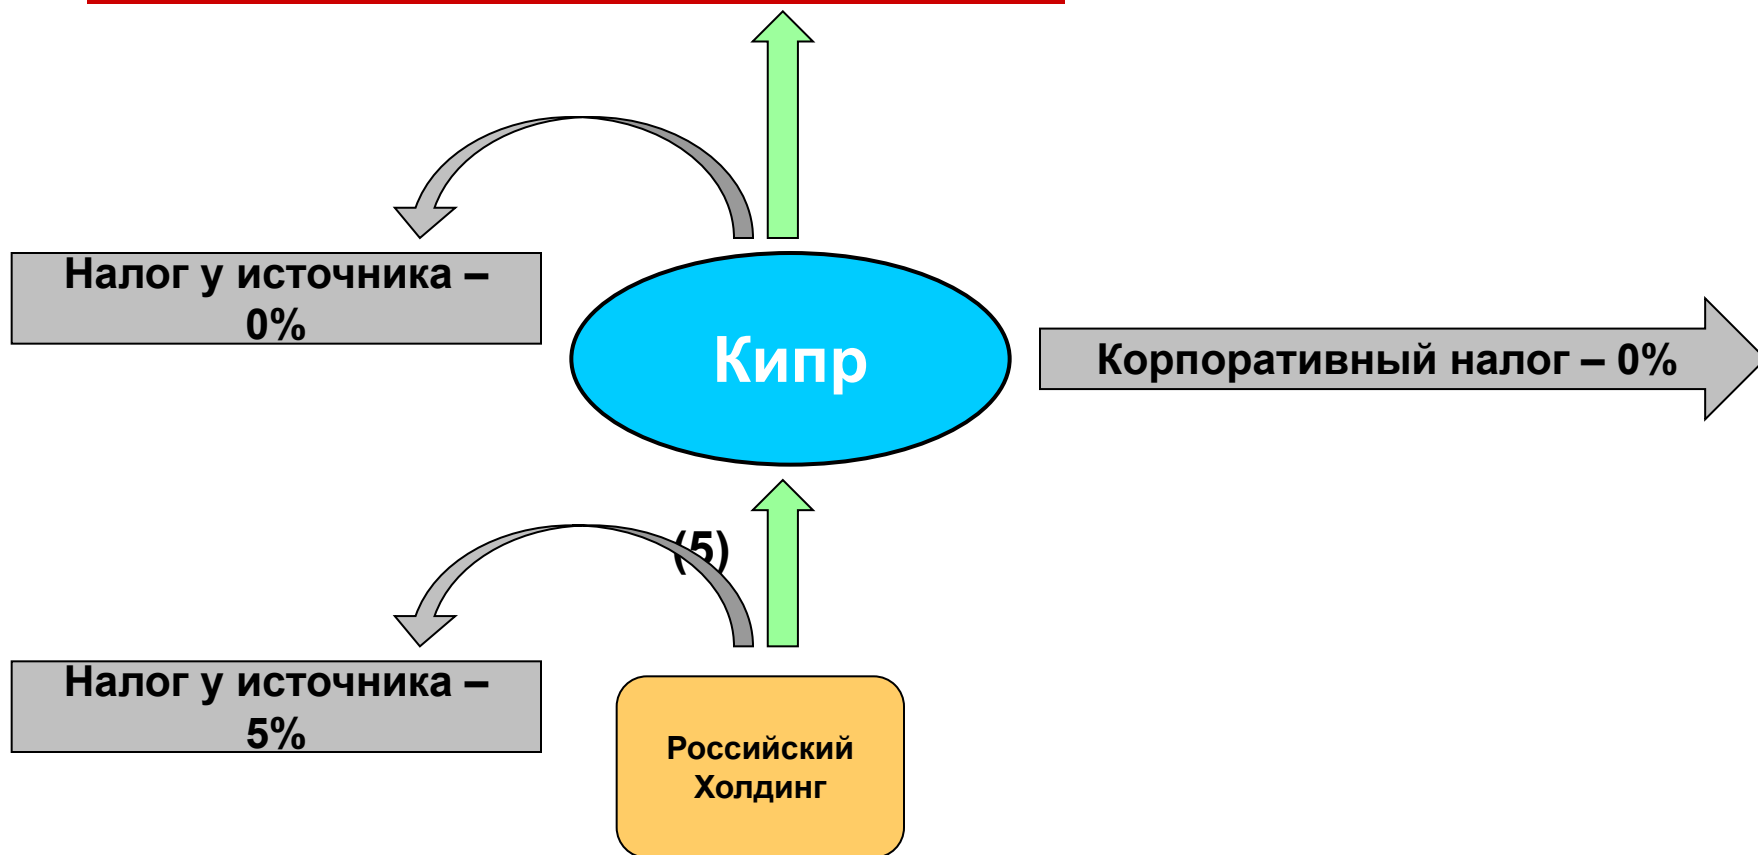 Налог у источника –
0%
Кипр
Корпоративный налог – 0%
(5)
Налог у источника –
5%
Российский
Холдинг